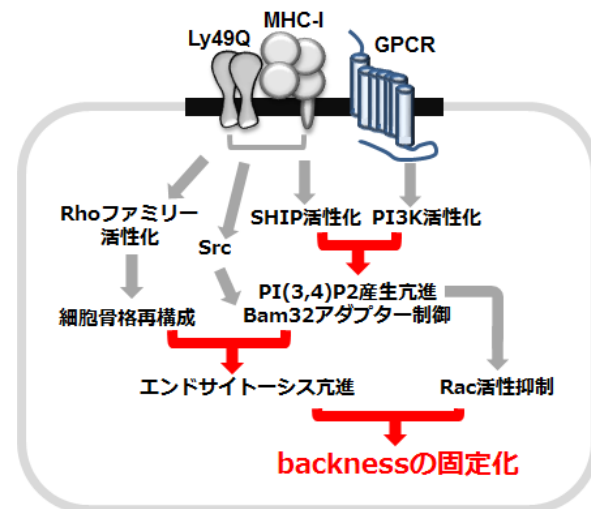 MHC-I
Ly49Q
GPCR
Rhoファミリー
活性化
SHIP活性化
PI3K活性化
Src
PI(3,4)P2産生亢進
Bam32アダプター制御
細胞骨格再構成
エンドサイトーシス亢進
Rac活性抑制
backnessの固定化